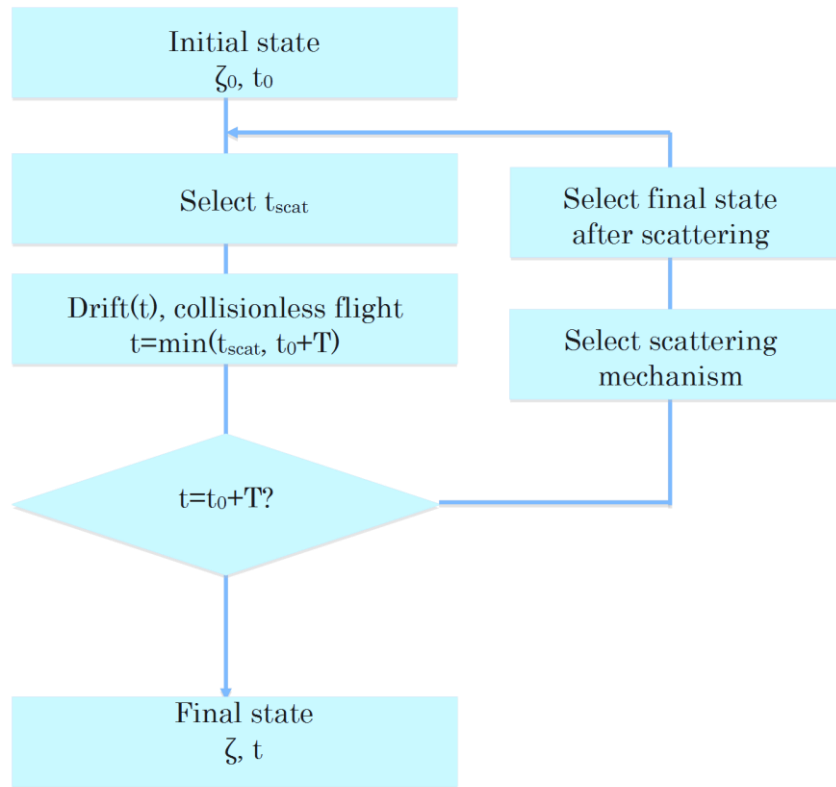 Initial state
ζ₀, t₀
Select tₛcat
Drift(t), collisionless flight
t=min(tscat, t₀+T)
t=t₀+T?
Final state
ζ, t
Select final state
after scattering
Select scattering
mechanism